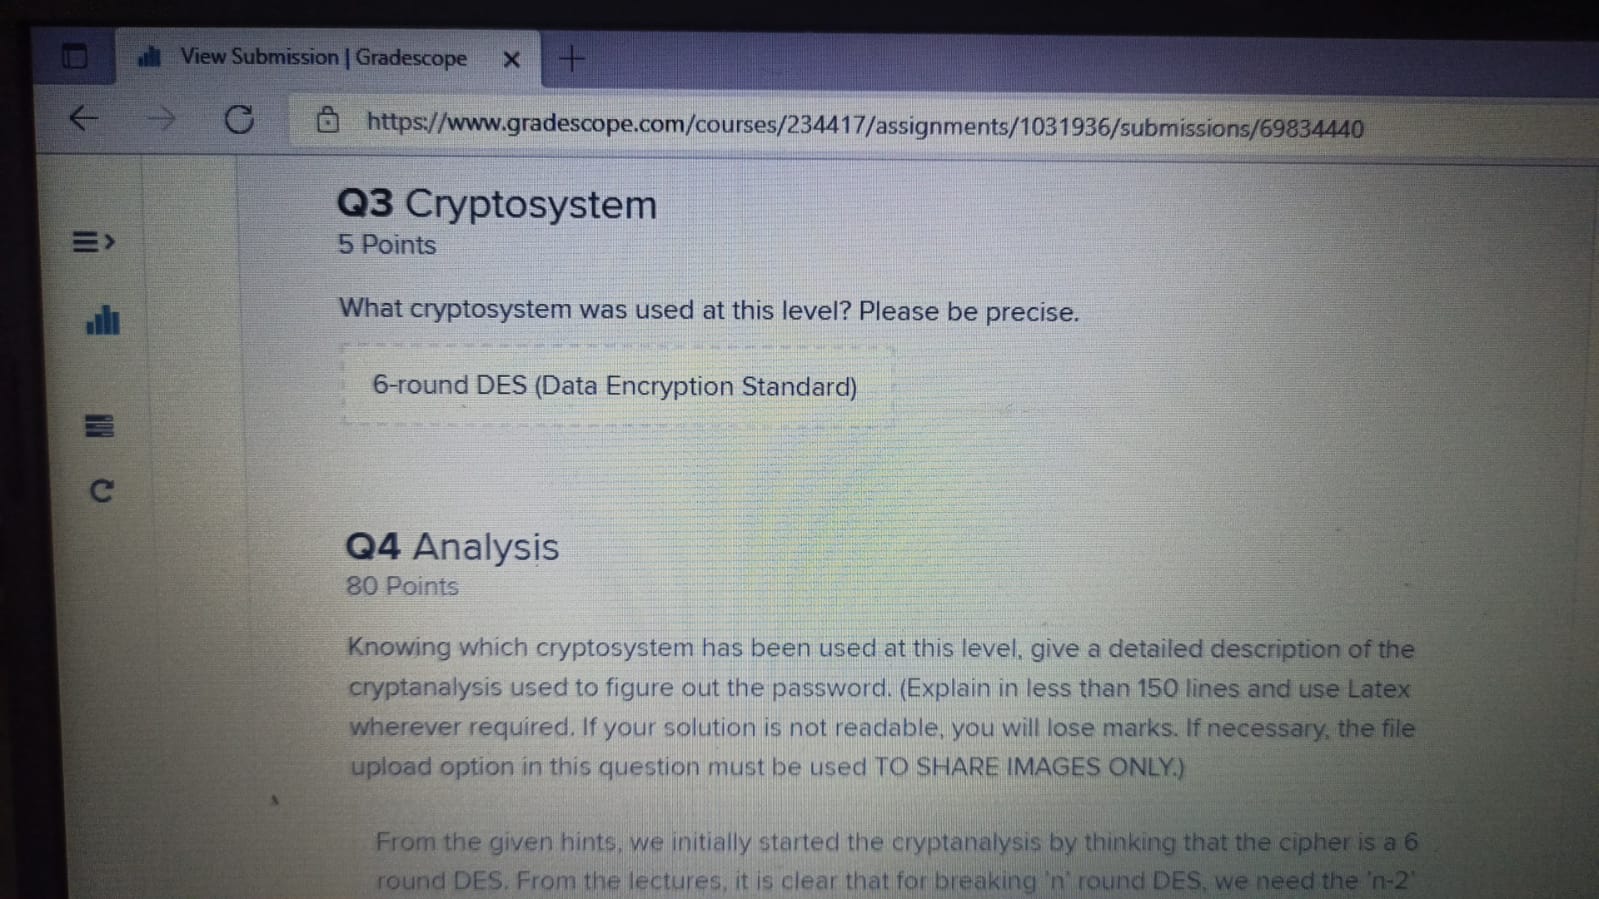 View Submission | Gradescope
https://www.gradescope.com/courses/234417/assignments/1031936/submissions/69834440
Q3 Cryptosystem
5 Points
What cryptosystem was used at this level? Please be precise.
6-round DES (Data Encryption Standard)
Q4 Analysis
80 Points
Knowing which cryptosystem has been used at this level, give a detailed description of the
cryptanalysis used to figure out the password. (Explain in less than 150 lines and use Latex
wherever required. If your solution is not readable, you will lose marks. If necessary, the file
upload option in this question must be used TO SHARE IMAGES ONLY.)
From the given hints, we initially started the cryptanalysis by thinking that the cipher is a 6
round DES. From the lectures, it is clear that for breaking 'n' round DES, we need the 'n-2'